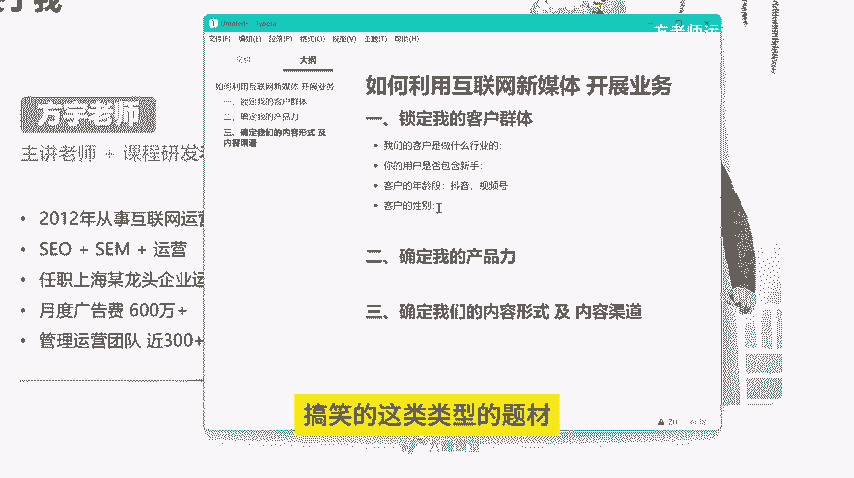 Untitled - Typora
文件(F) 编辑(E) 段落(P) 格式(O) 视图(V) 主题(T) 帮助(H)
方老师运
大纲
如何利用互联网新媒体 开展业务
一、锁定我的客户群体
二、确定我的产品力
三、确定我们的内容形式 及
内容渠道
如何利用互联网新媒体 开展业务
一、锁定我的客户群体
• 我们的客户是做什么行业的:
• 你的用户是否包含新手:
• 客户的年龄段: 抖音、视频号
• 客户的性别:
二、确定我的产品力
三、确定我们的内容形式 及 内容渠道
主讲老师 + 课程研发
• 2012年从事互联网运营
• SEO + SEM + 运营
• 任职上海某龙头企业运
• 月度广告费 600万+
• 管理运营团队 近300+
搞笑的这类类型的题材